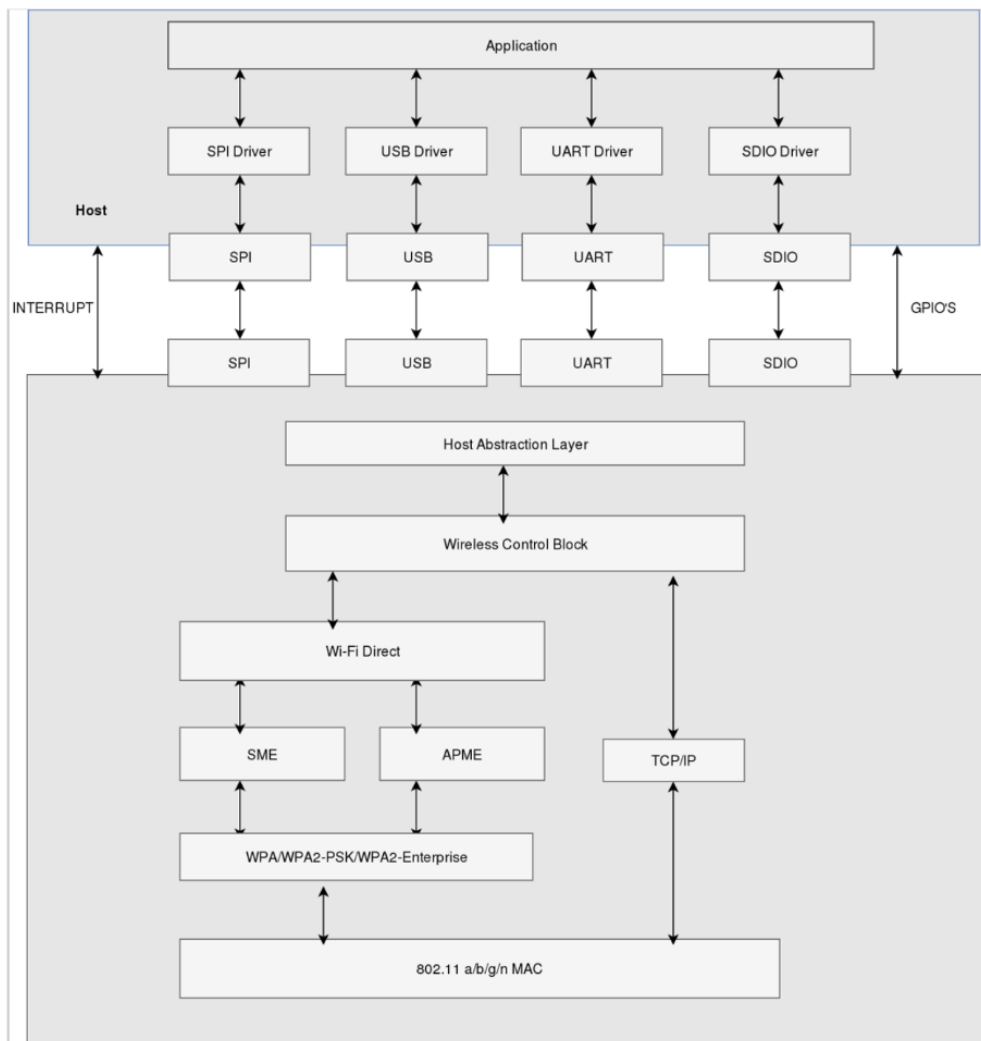 Application
SPI Driver
USB Driver
UART Driver
SDIO Driver
Host
SPI
USB
UART
SDIO
INTERRUPT
GPIO'S
SPI
USB
UART
SDIO
Host Abstraction Layer
Wireless Control Block
Wi-Fi Direct
SME
APME
TCP/IP
WPA/WPA2-PSK/WPA2-Enterprise
802.11 a/b/g/n MAC